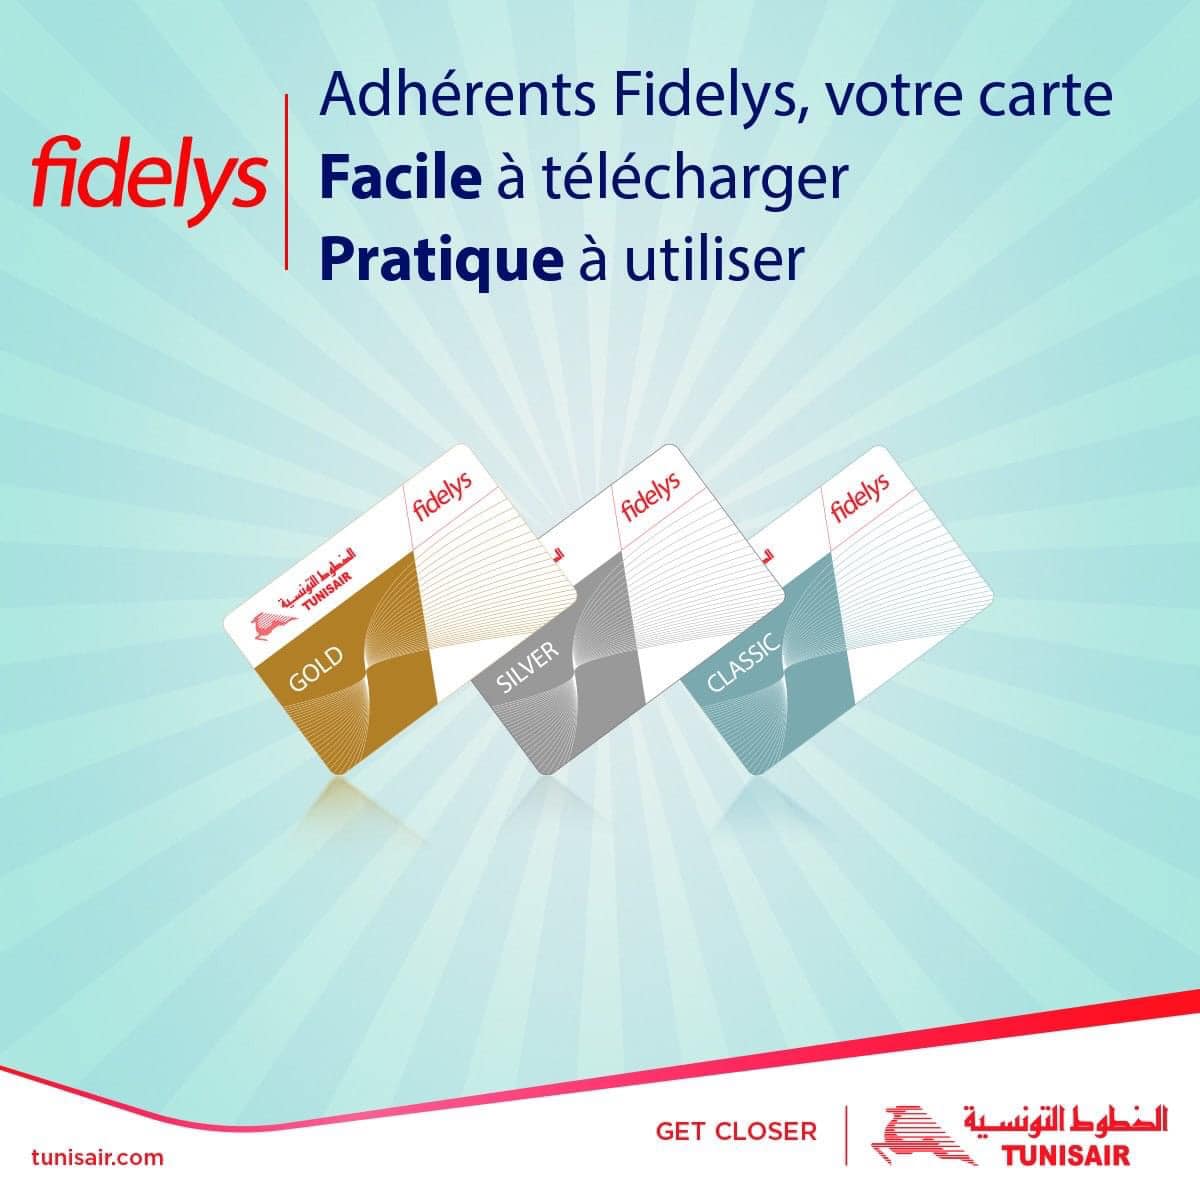 fidelys
Adhérents Fidelys, votre carte
Facile à télécharger
Pratique à utiliser
fidelys
الخطوط التونسية
TUNISAIR
GOLD
fidelys
SILVER
fidelys
CLASSIC
tunisair.com
GET CLOSER
الخطوط التونسية
TUNISAIR